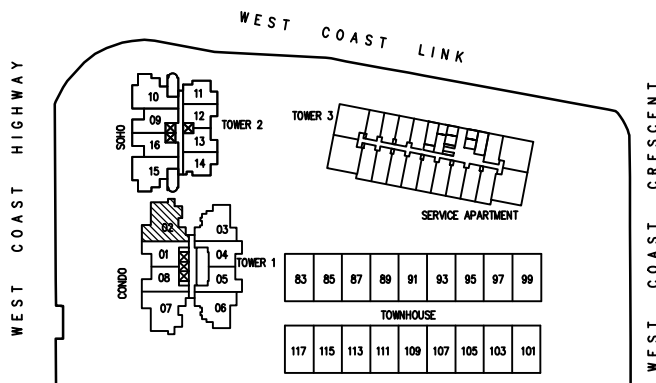 WEST COAST LINK
WEST COAST HIGHWAY
WEST COAST CRESCENT
10
11
09
12
TOWER 2
SOHO
16
13
15
14
TOWER 3
SERVICE APARTMENT
02
03
01
04
TOWER 1
CONDO
08
05
07
06
83 85 87 89 91 93 95 97 99
TOWNHOUSE
117 115 113 111 109 107 105 103 101